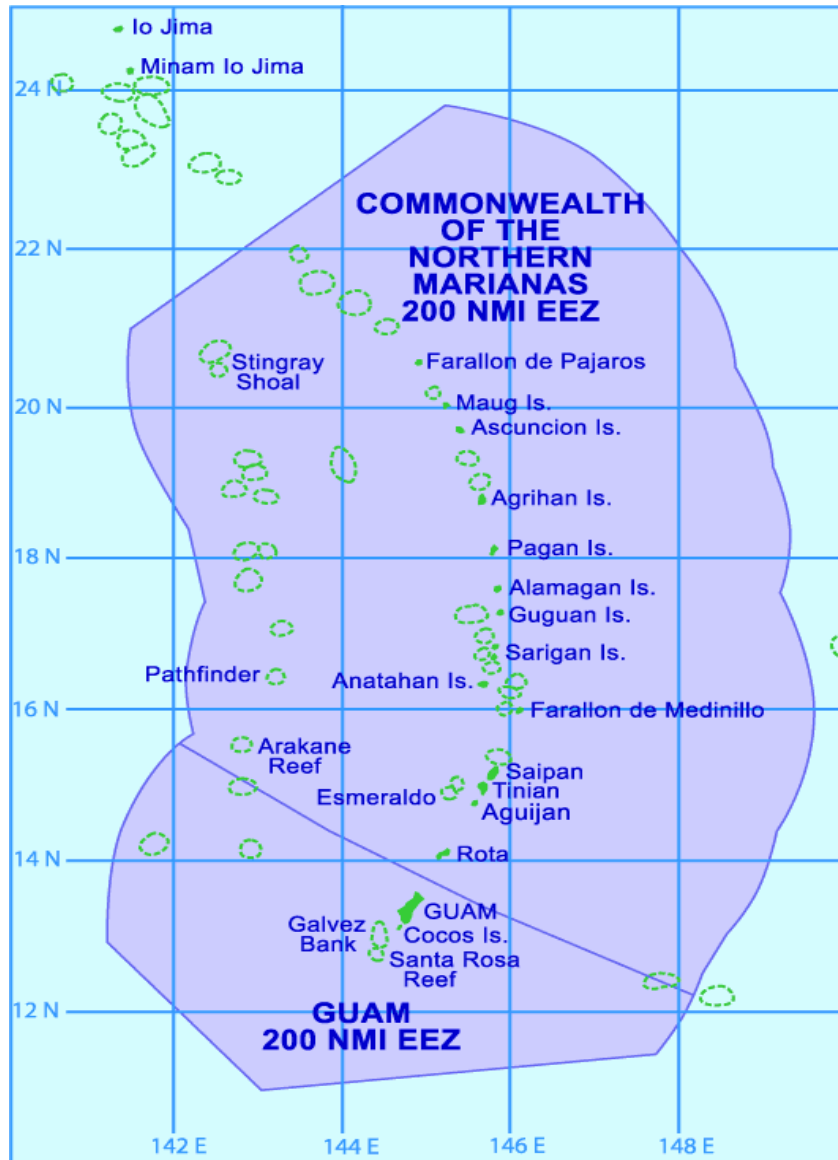 Io Jima
Minam Io Jima
24 N
COMMONWEALTH
OF THE
NORTHERN
MARIANAS
200 NMI EEZ
22 N
Stingray
Shoal
Farallon de Pajaros
20 N
Maug Is.
Ascuncion Is.
Agrihan Is.
Pagan Is.
18 N
Alamagan Is.
Guguan Is.
Sarigan Is.
Pathfinder
Anatahan Is.
16 N
Farallon de Medinillo
Arakane
Reef
Saipan
Esmeraldo
Tinian
Aguijan
14 N
Rota
GUAM
Galvez
Bank
Cocos Is.
Santa Rosa
Reef
12 N
GUAM
200 NMI EEZ
142 E
144 E
146 E
148 E